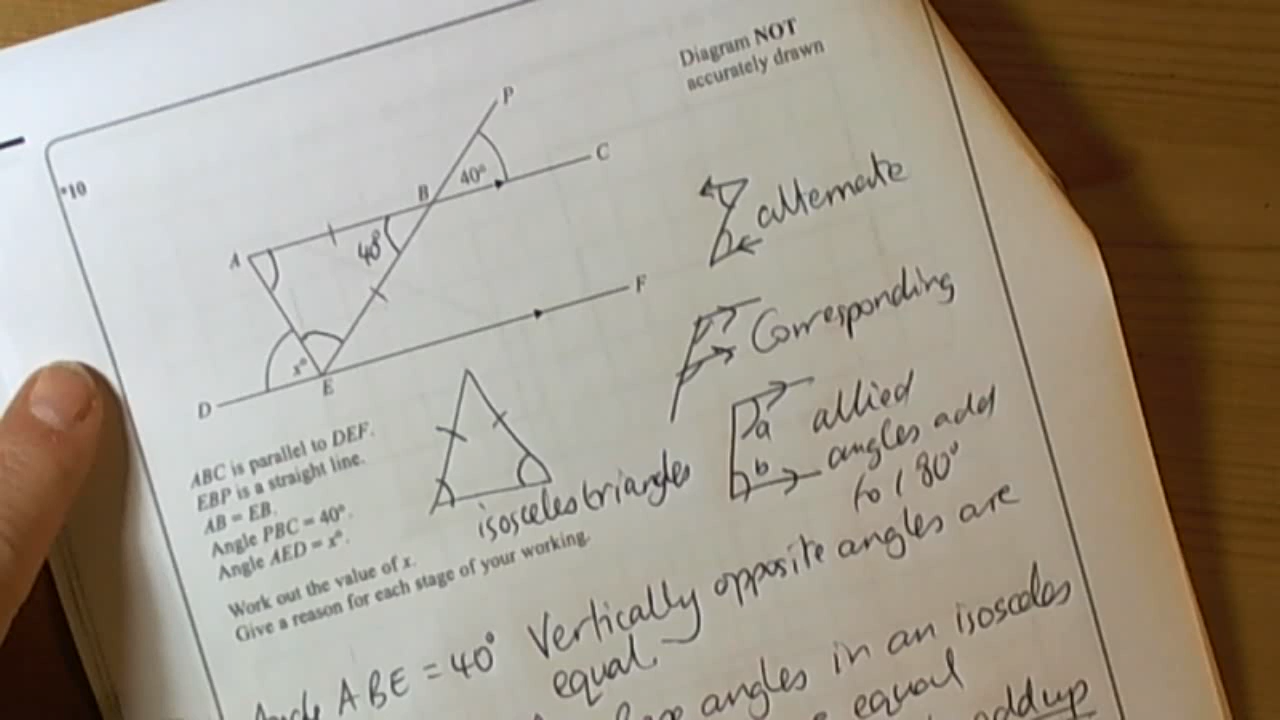 Diagram NOT
accurately drawn
*10
P
C
B
40°
A
40°
F
x°
E
D
alternate
Corresponding
a
b
allied
angles add
to 180°
ABC is parallel to DEF.
EBP is a straight line.
AB = EB.
Angle PBC = 40°.
Angle AED = x°.
isosceles triangles
Work out the value of x.
Give a reason for each stage of your working.
Angle ABE = 40° Vertically opposite angles are
equal.
angles in an isosceles
equal
add up